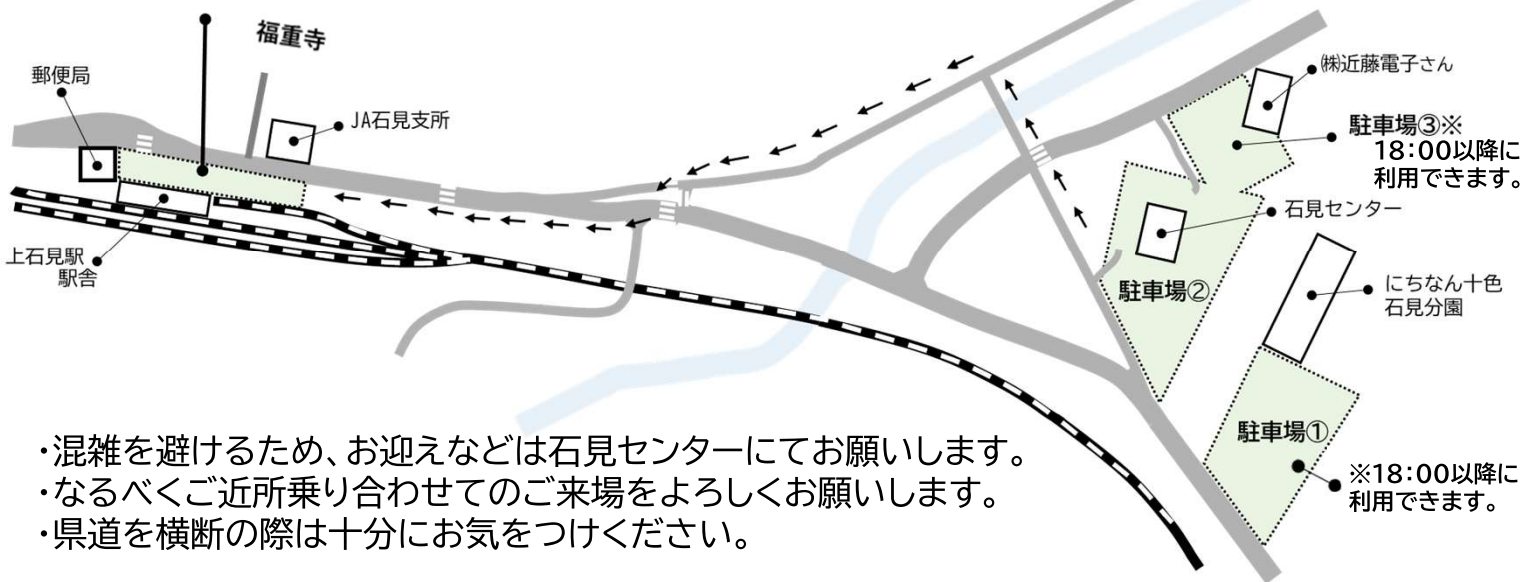 福重寺
郵便局
JA石見支所
上石見駅
駅舎
㈱近藤電子さん
駐車場③※
18:00以降に
利用できます。
石見センター
駐車場②
にちなん十色
石見分園
駐車場①
※18:00以降に
利用できます。
・混雑を避けるため、お迎えなどは石見センターにてお願いします。
・なるべくご近所乗り合わせてのご来場をよろしくお願いします。
・県道を横断の際は十分にお気をつけください。